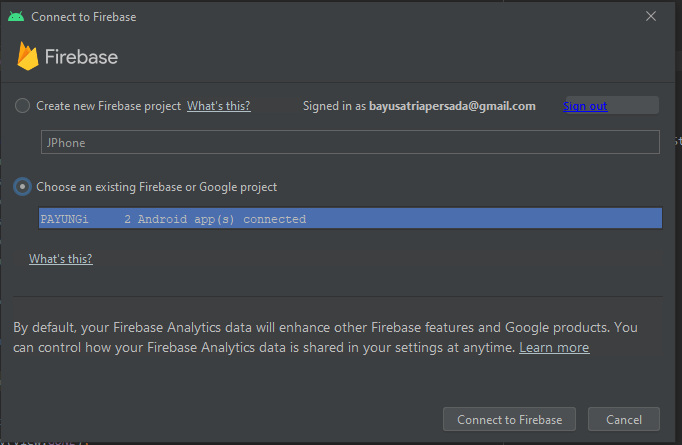 Connect to Firebase
Firebase
Create new Firebase project What's this? Signed in as bayusatriapersada@gmail.com Sign out
JPhone
Choose an existing Firebase or Google project
PAYUNGi 2 Android app(s) connected
What's this?
By default, your Firebase Analytics data will enhance other Firebase features and Google products. You
can control how your Firebase Analytics data is shared in your settings at anytime. Learn more
Connect to Firebase Cancel